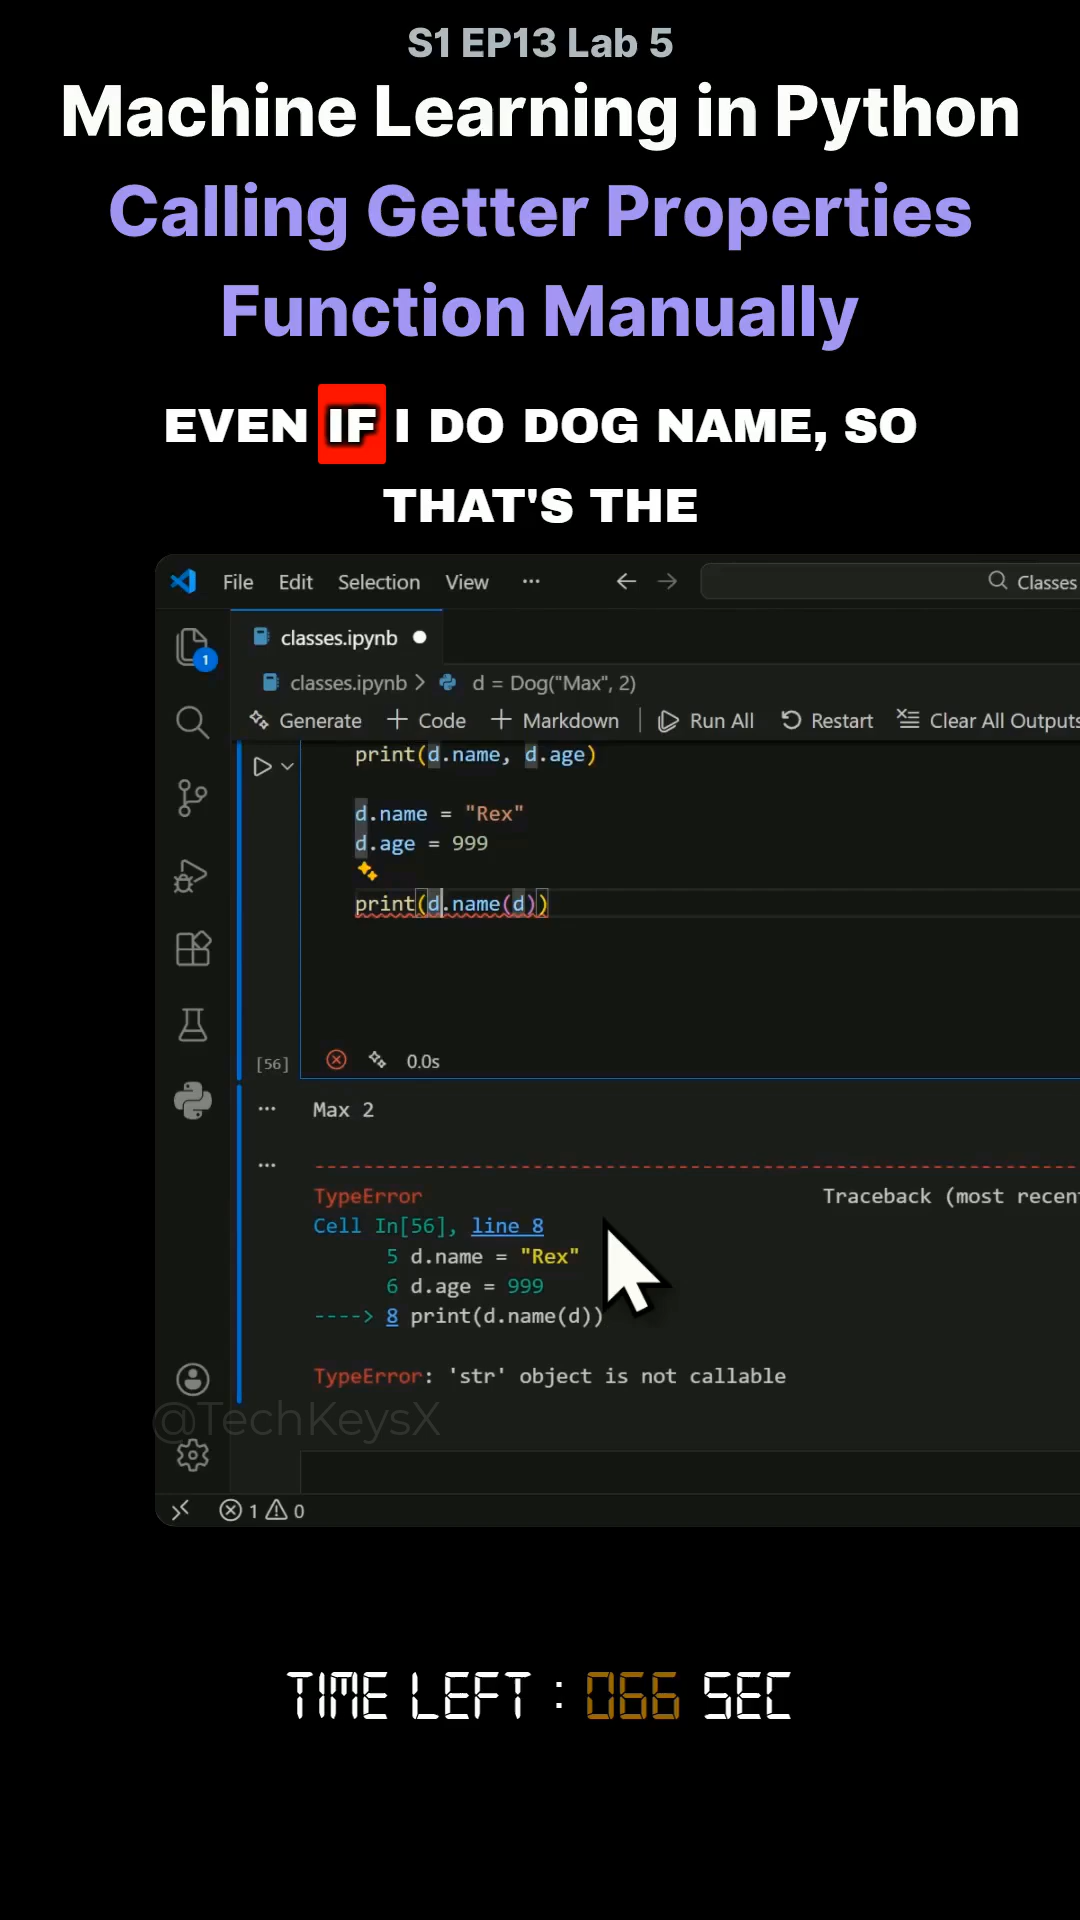 S1 EP13 Lab 5
Machine Learning in Python
Calling Getter Properties
Function Manually
EVEN IF I DO DOG NAME, SO
THAT'S THE
File Edit Selection View ··· Classes
classes.ipynb
1
classes.ipynb > d = Dog("Max", 2)
Generate + Code + Markdown | Run All Restart Clear All Outputs
print(d.name, d.age)
d.name = "Rex"
d.age = 999
print(d.name(d))
[56] 0.0s
··· Max 2
··· ----------------------------------------------------------------
TypeError Traceback (most recent
Cell In[56], line 8
5 d.name = "Rex"
6 d.age = 999
----> 8 print(d.name(d))
TypeError: 'str' object is not callable
@TechKeysX
1 0
TIME LEFT : 066 SEC